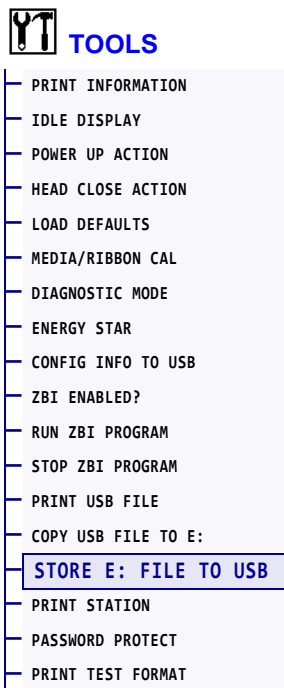 TOOLS
PRINT INFORMATION
IDLE DISPLAY
POWER UP ACTION
HEAD CLOSE ACTION
LOAD DEFAULTS
MEDIA/RIBBON CAL
DIAGNOSTIC MODE
ENERGY STAR
CONFIG INFO TO USB
ZBI ENABLED?
RUN ZBI PROGRAM
STOP ZBI PROGRAM
PRINT USB FILE
COPY USB FILE TO E:
STORE E: FILE TO USB
PRINT STATION
PASSWORD PROTECT
PRINT TEST FORMAT